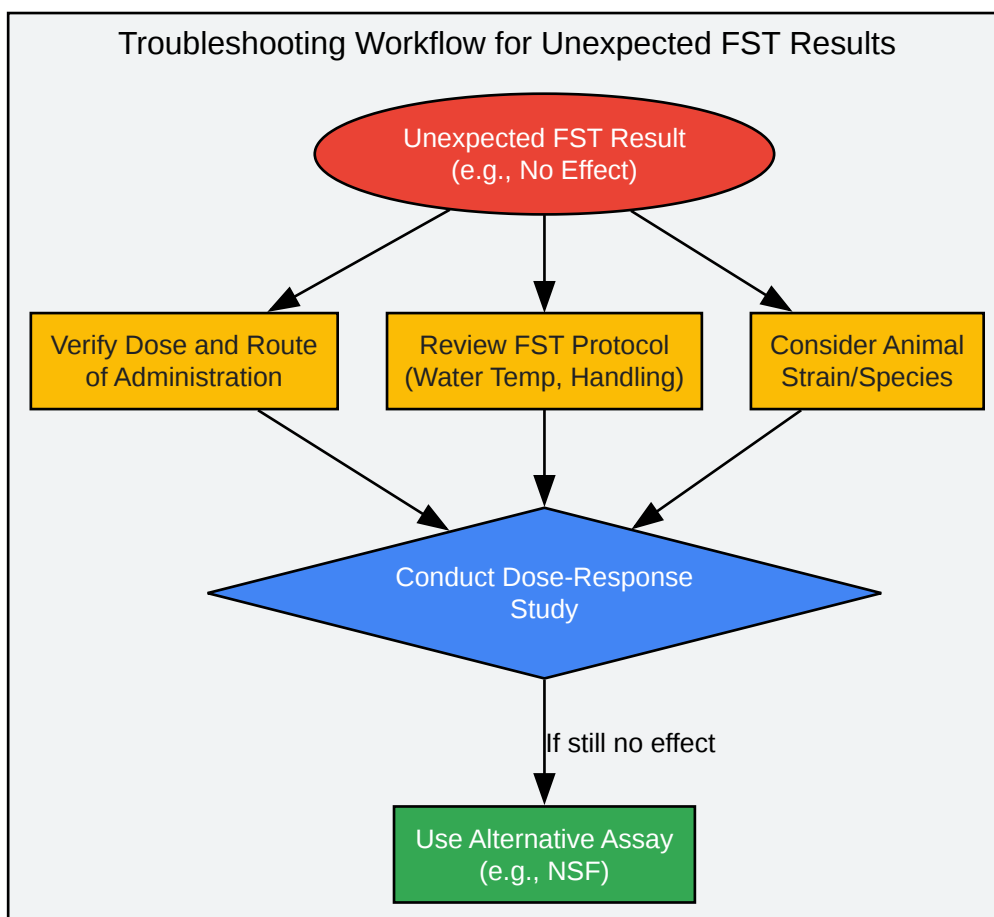 Troubleshooting Workflow for Unexpected FST Results
Unexpected FST Result
(e.g., No Effect)
Verify Dose and Route
of Administration
Review FST Protocol
(Water Temp, Handling)
Consider Animal
Strain/Species
Conduct Dose-Response
Study
If still no effect
Use Alternative Assay
(e.g., NSF)